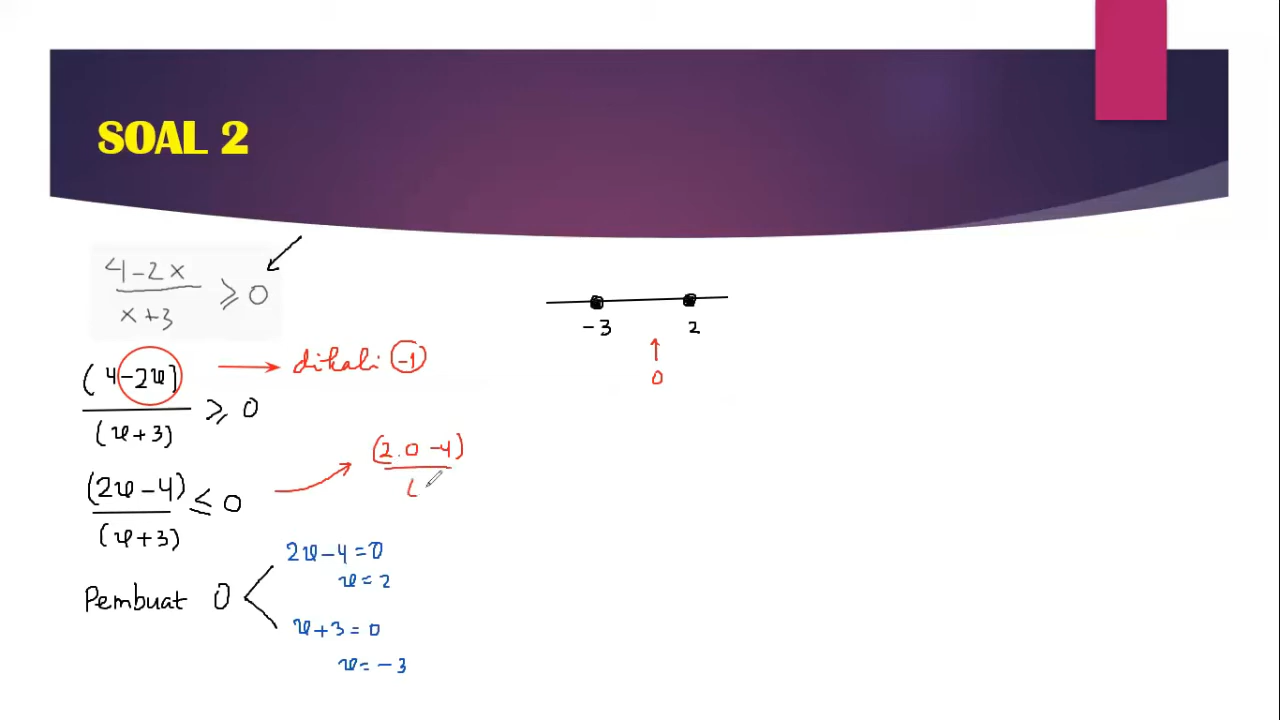 SOAL 2
4-2x
x+3
≥ 0
(4-2x)
(x+3)
≥ 0
→ dikali -1
(2x-4)
(x+3)
≤ 0
(2.0-4)
(
Pembuat 0
2x-4=0
x=2
x+3=0
x=-3
-3 2
0